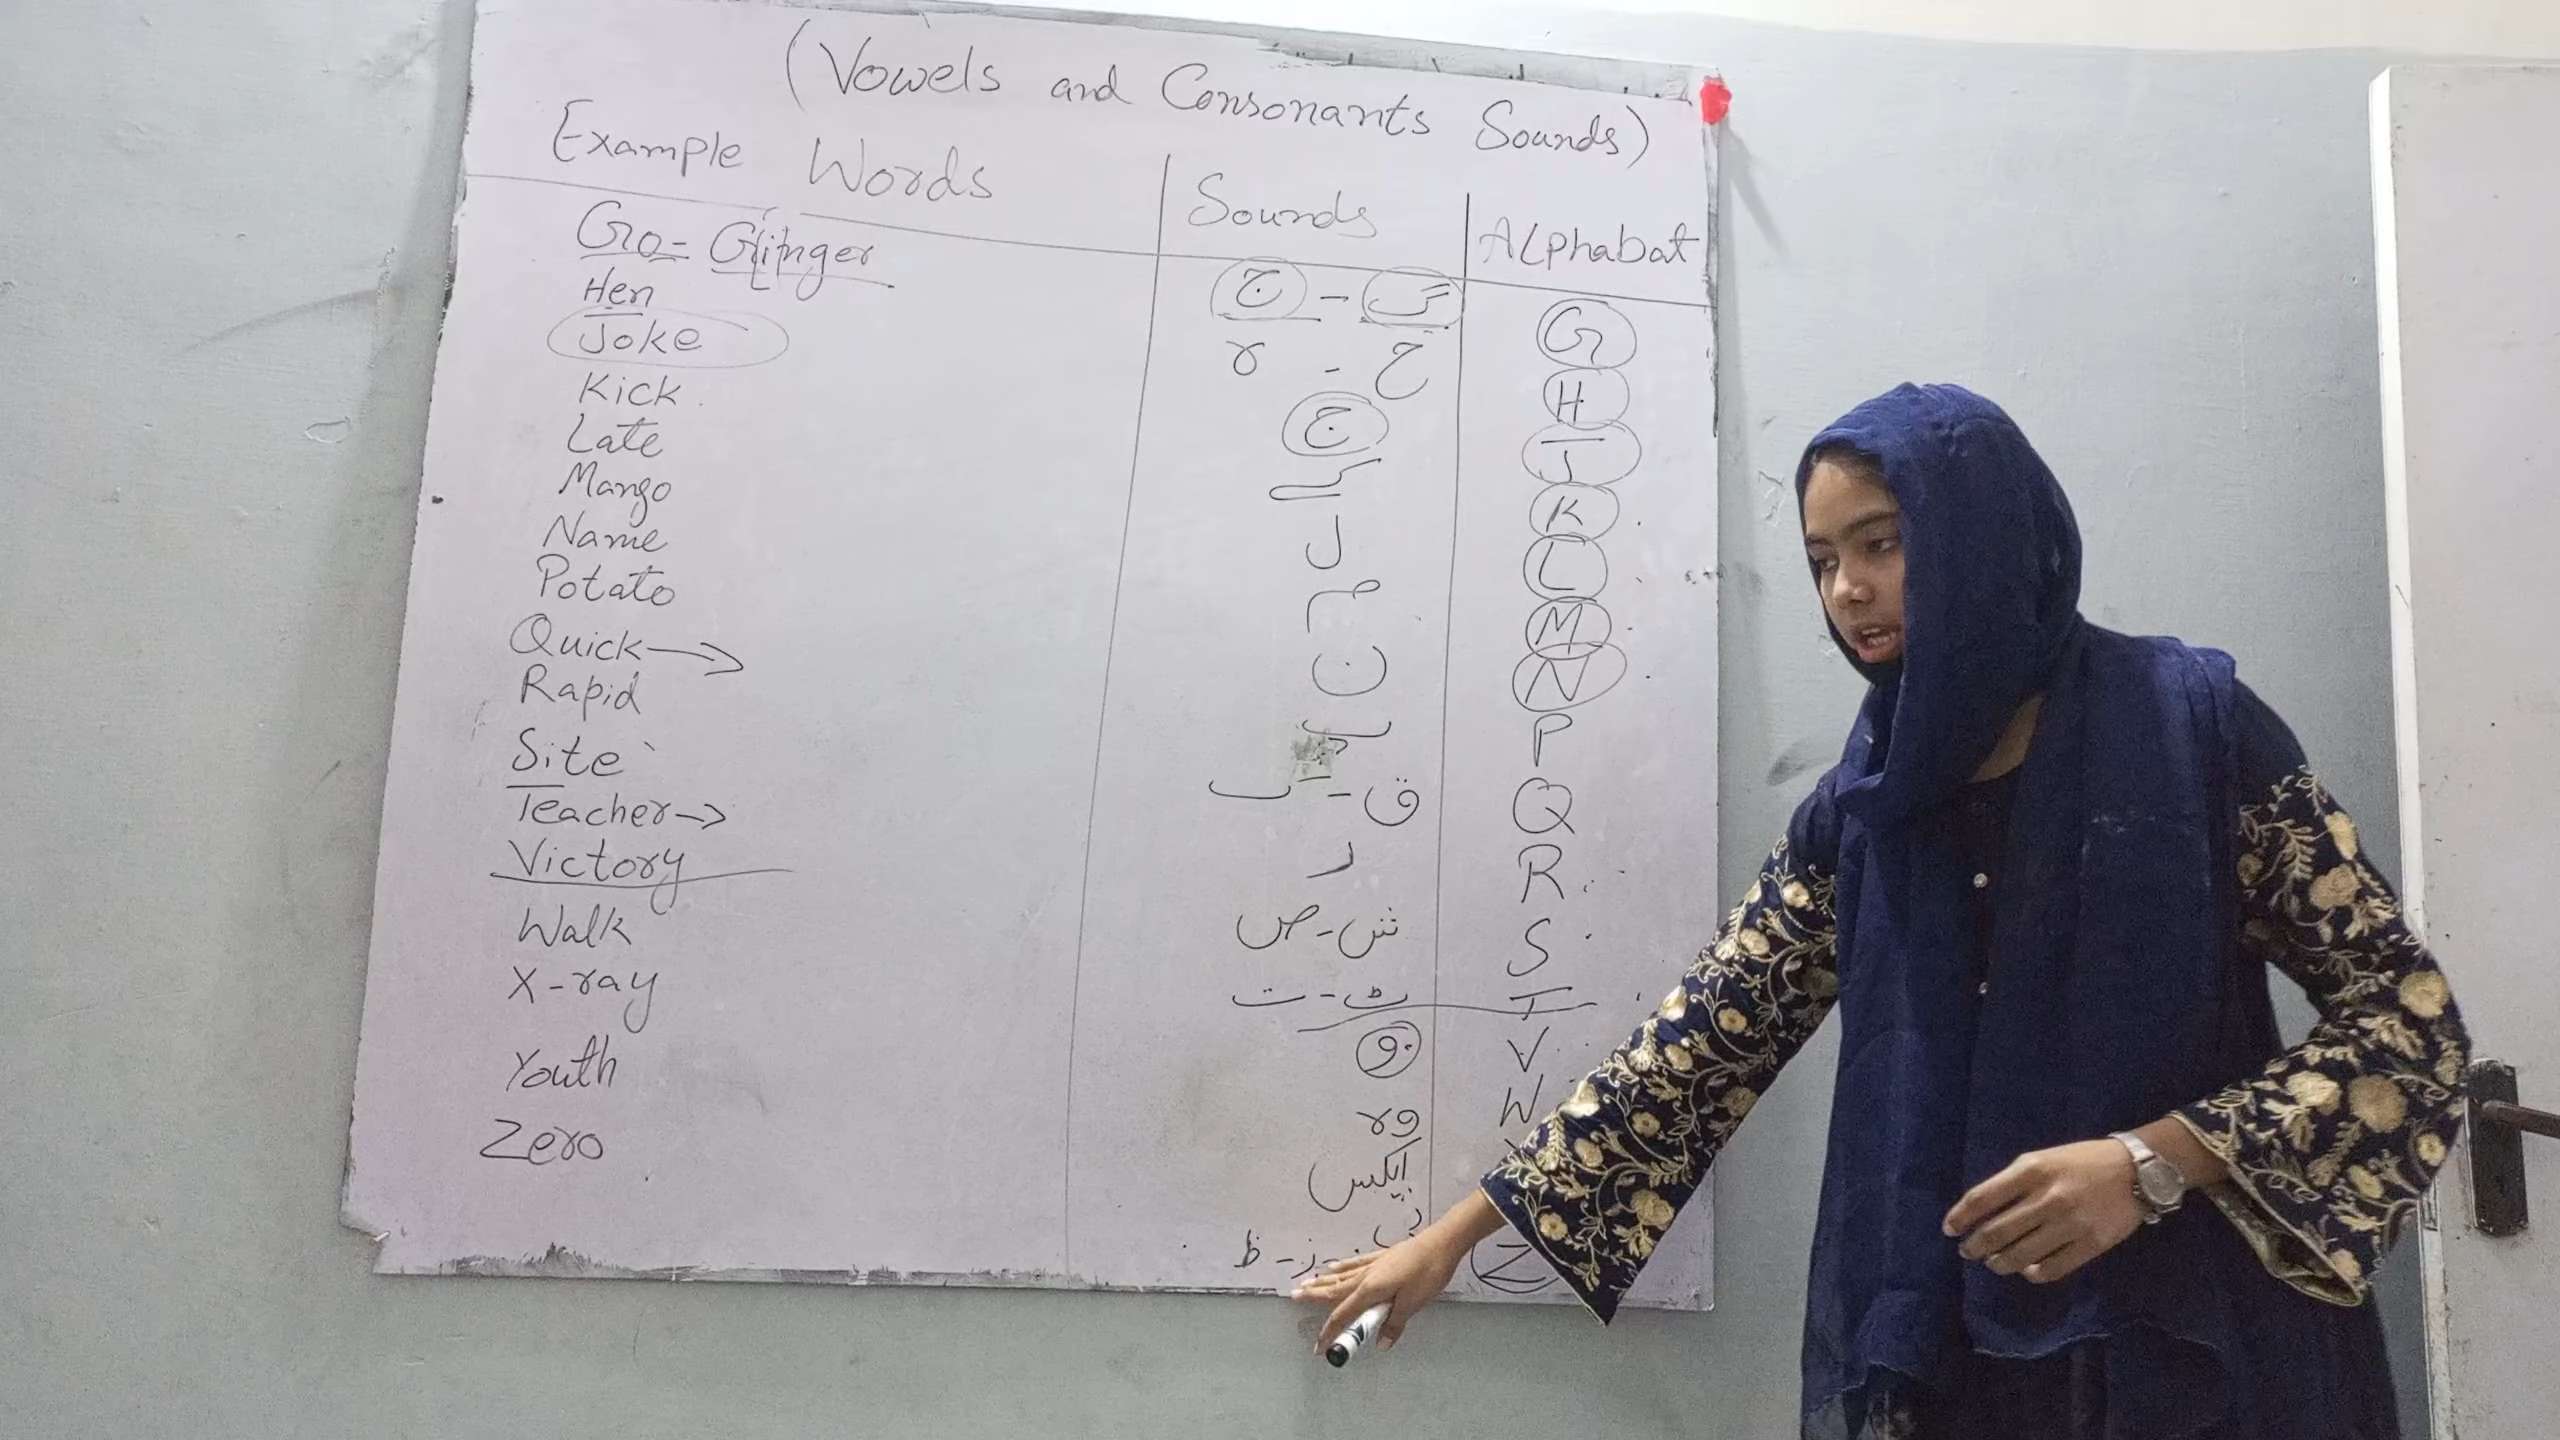 (Vowels and Consonants Sounds)
Example Words Sounds ALphabat
Go = Ginger ج - گ G
Hen ہ - ح H
Joke ج J
Kick ک K
Late ل L
Mango م M
Name ن N
Potato پ P
Quick → ک - ق Q
Rapid ر R
Site ص - س S
Teacher → ت - ٹ T
Victory و V
Walk وہ W
X-ray ایکس
Youth
Zero ظ - ز - Z